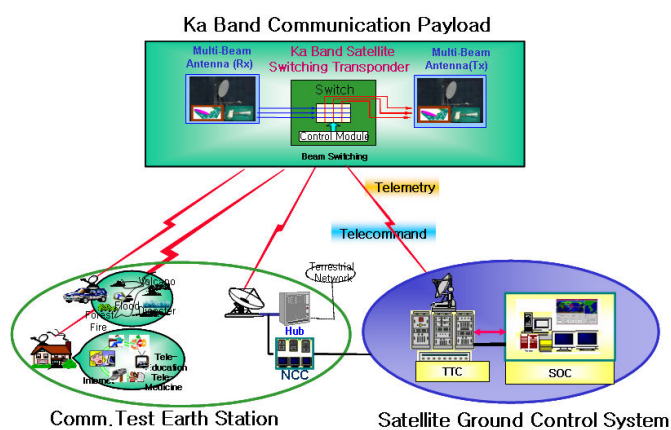 Ka Band Communication Payload
Multi-Beam
Antenna (Rx)
Ka Band Satellite
Switching Transponder
Multi-Beam
Antenna(Tx)
Switch
Control Module
Beam Switching
Telemetry
Telecommand
Terrestrial
Network
Volcano
Flood
Disaster
Forest
Fire
Hub
Tele-
Education
Tele-
Medicine
NCC
TTC
SOC
Comm.Test Earth Station
Satellite Ground Control System